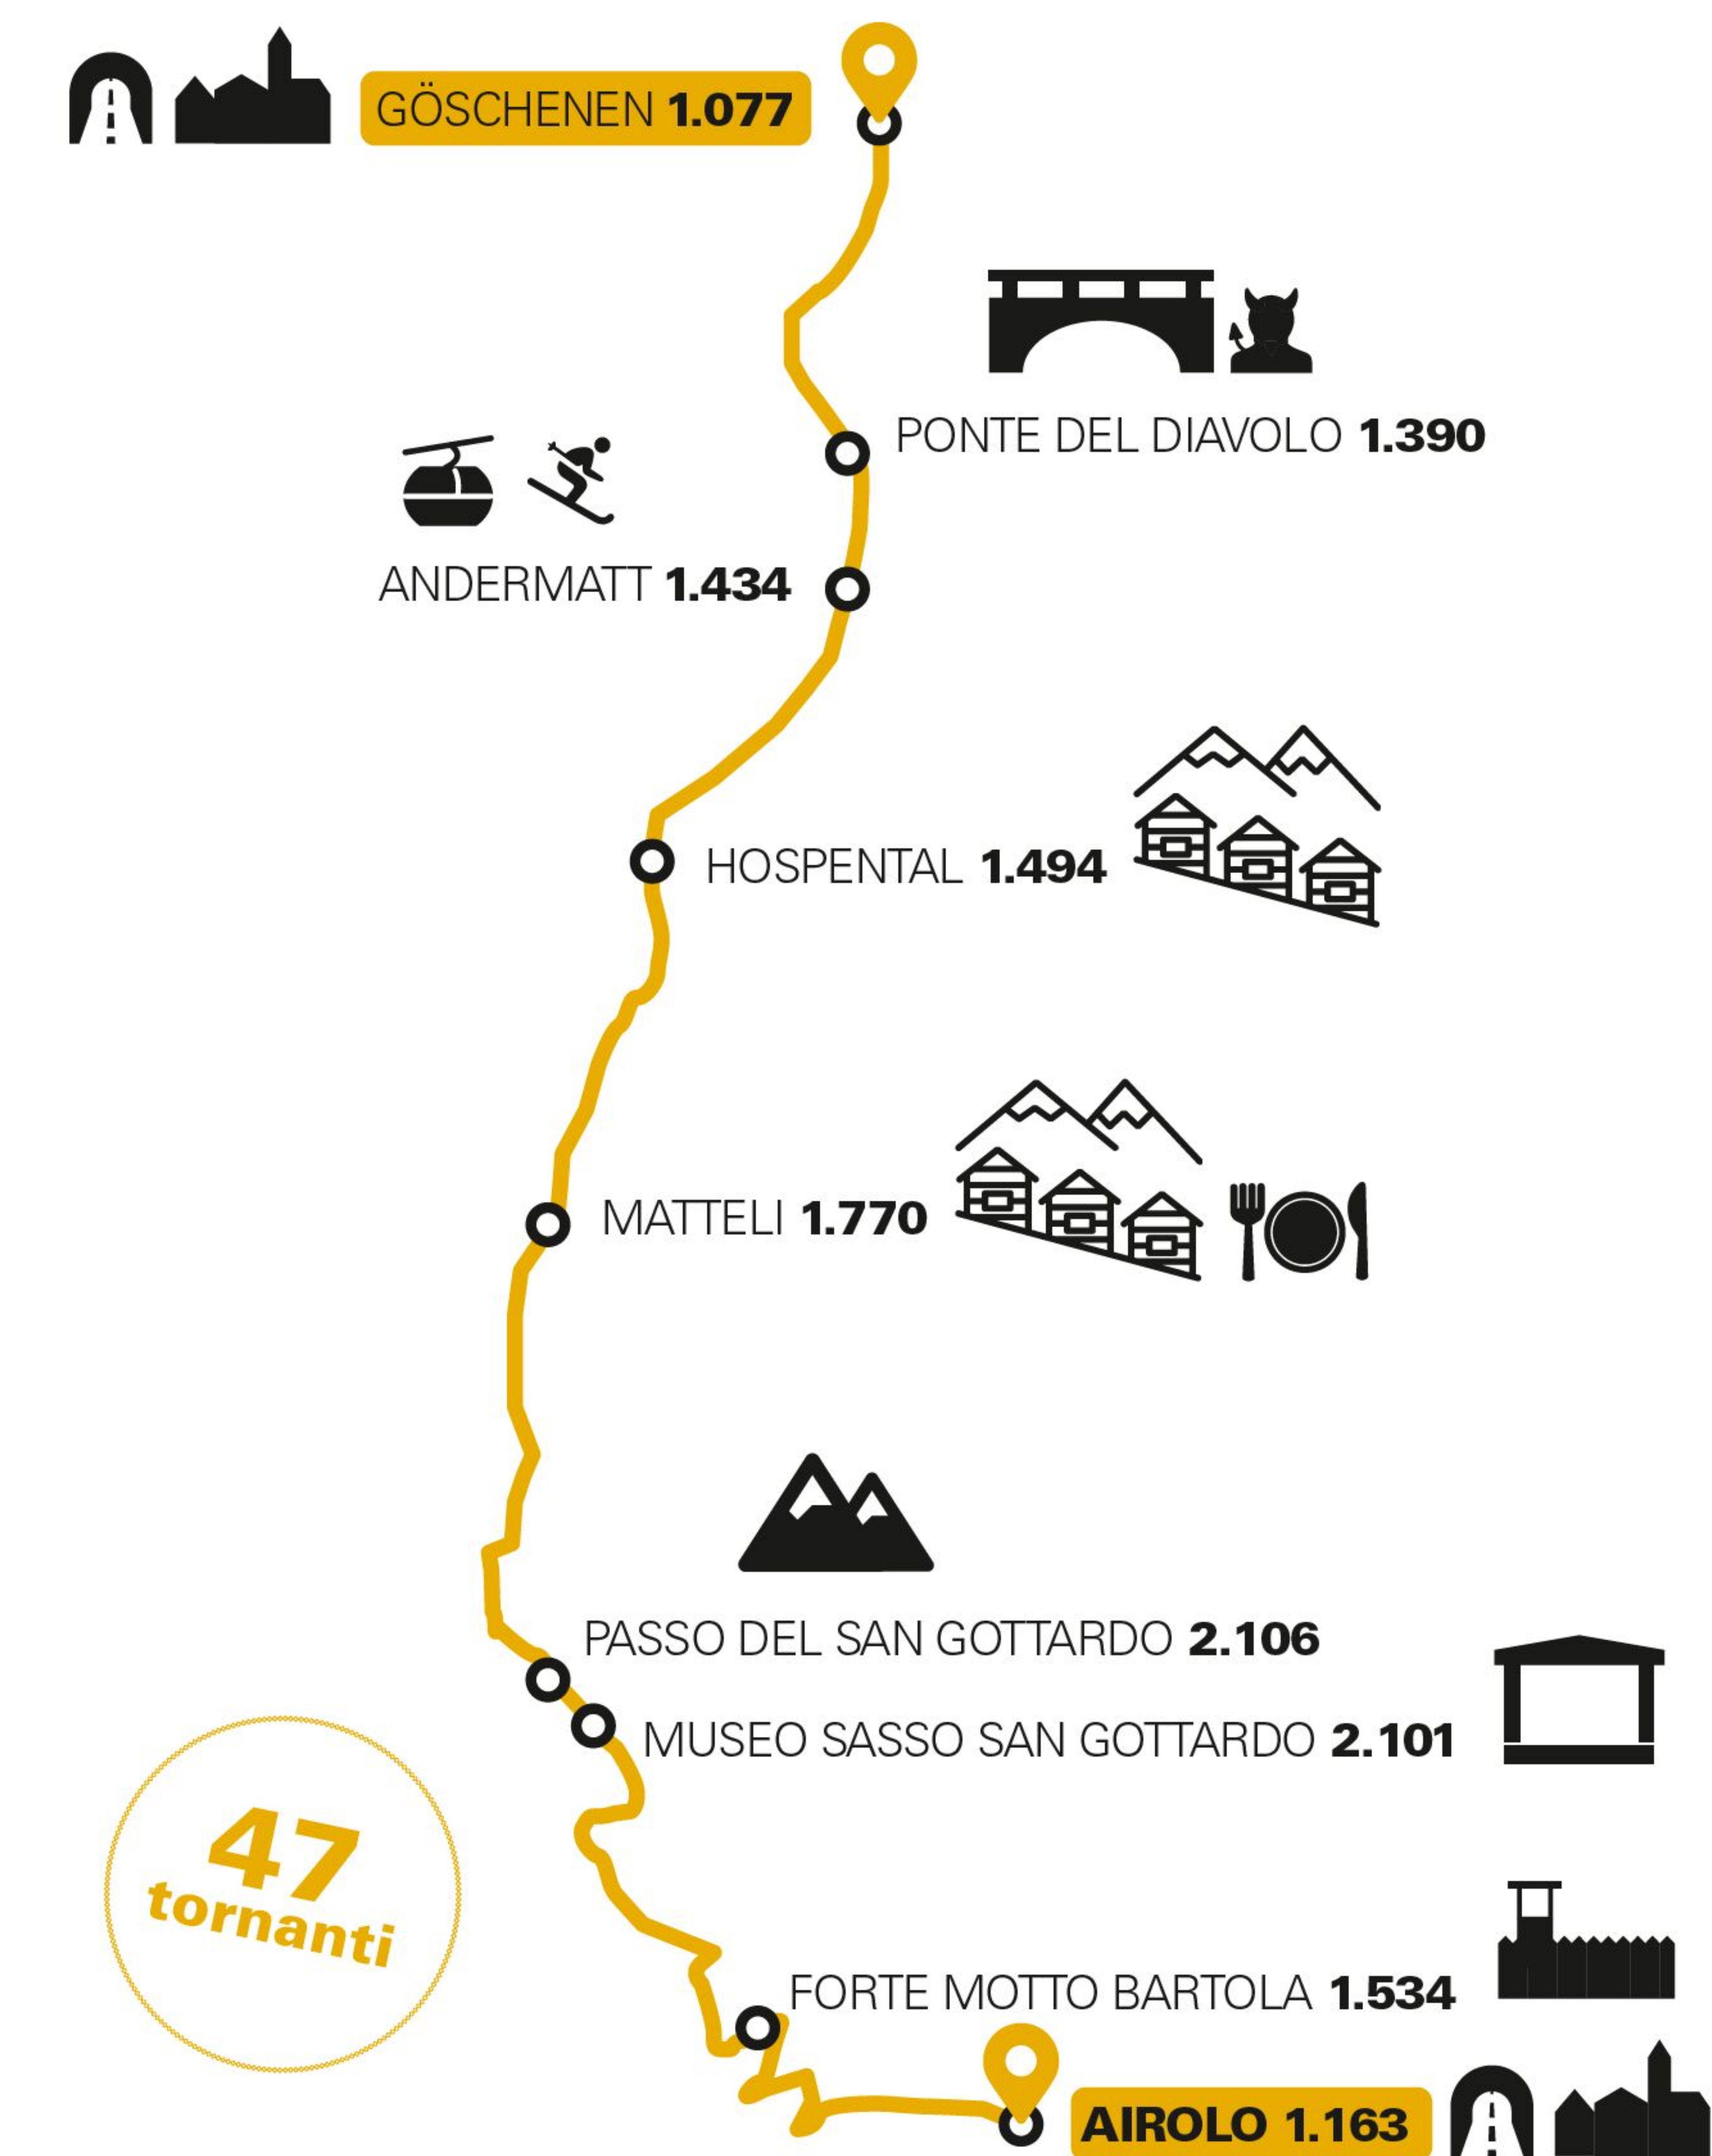 GÖSCHENEN 1.077
PONTE DEL DIAVOLO 1.390
ANDERMATT 1.434
HOSPENTAL 1.494
MATTELI 1.770
PASSO DEL SAN GOTTARDO 2.106
MUSEO SASSO SAN GOTTARDO 2.101
47
tornanti
FORTE MOTTO BARTOLA 1.534
AIROLO 1.163